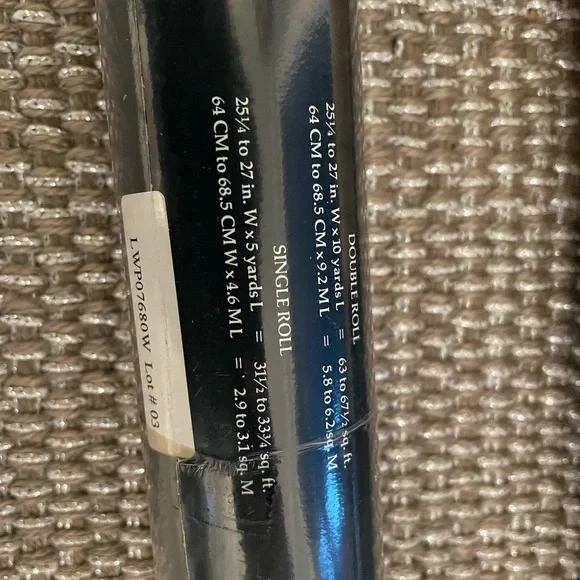 DOUBLE ROLL
25¼ to 27 in. W x 10 yards L = 63 to 67½ sq. ft.
64 CM to 68.5 CM x 9.2 M L = 5.8 to 6.2 sq. M
SINGLE ROLL
25¼ to 27 in. W x 5 yards L = 31½ to 33¾ sq. ft.
64 CM to 68.5 CM W x 4.6 M L = 2.9 to 3.1 sq. M
LWP07680W Lot # 03